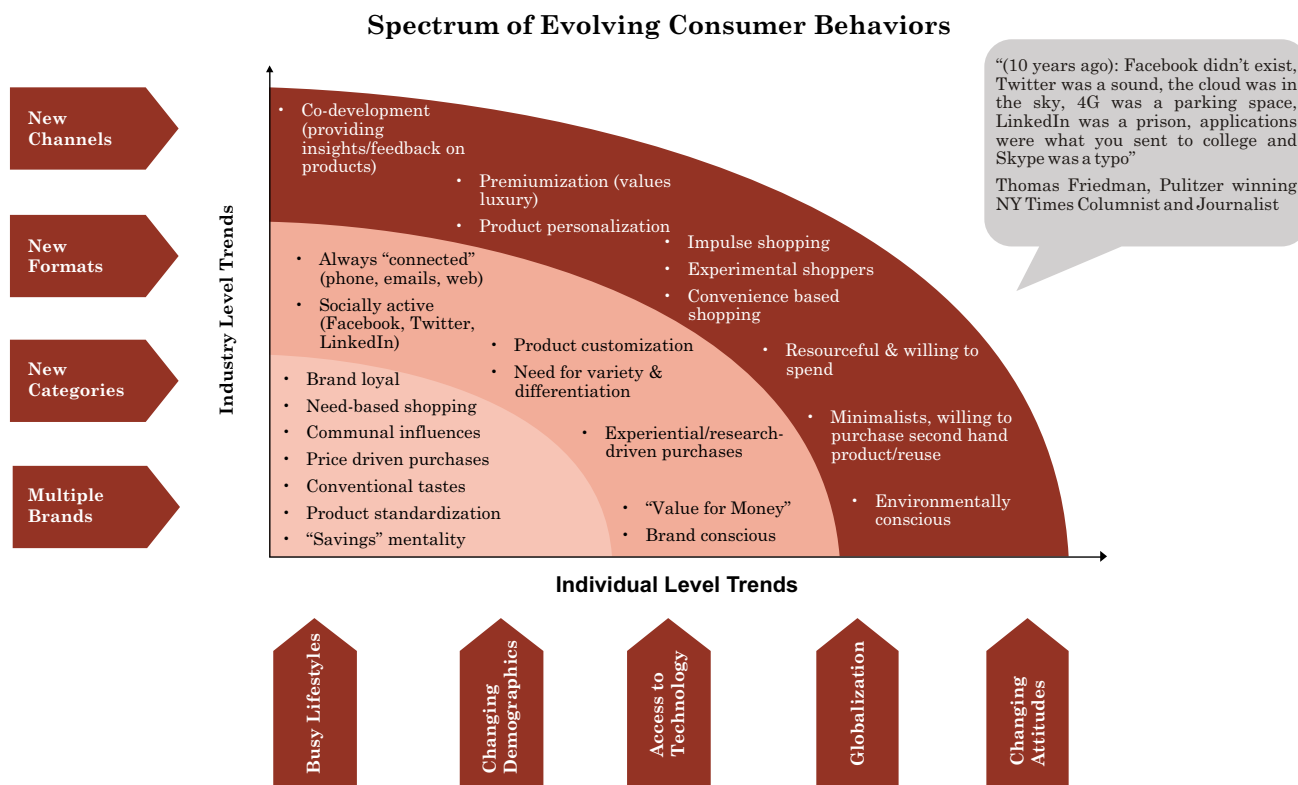 Spectrum of Evolving Consumer Behaviors
“(10 years ago): Facebook didn’t exist,
Twitter was a sound, the cloud was in
the sky, 4G was a parking space,
LinkedIn was a prison, applications
were what you sent to college and
Skype was a typo”
Thomas Friedman, Pulitzer winning
NY Times Columnist and Journalist
New
Channels
New
Formats
New
Categories
Multiple
Brands
Industry Level Trends
• Co-development
(providing
insights/feedback on
products)
• Premiumization (values
luxury)
• Product personalization
• Impulse shopping
• Experimental shoppers
• Convenience based
shopping
• Resourceful & willing to
spend
• Minimalists, willing to
purchase second hand
product/reuse
• Environmentally
conscious
• Always “connected”
(phone, emails, web)
• Socially active
(Facebook, Twitter,
LinkedIn)
• Product customization
• Need for variety &
differentiation
• Experiential/research-
driven purchases
• “Value for Money”
• Brand conscious
• Brand loyal
• Need-based shopping
• Communal influences
• Price driven purchases
• Conventional tastes
• Product standardization
• “Savings” mentality
Individual Level Trends
Busy Lifestyles
Changing
Demographics
Access to
Technology
Globalization
Changing
Attitudes